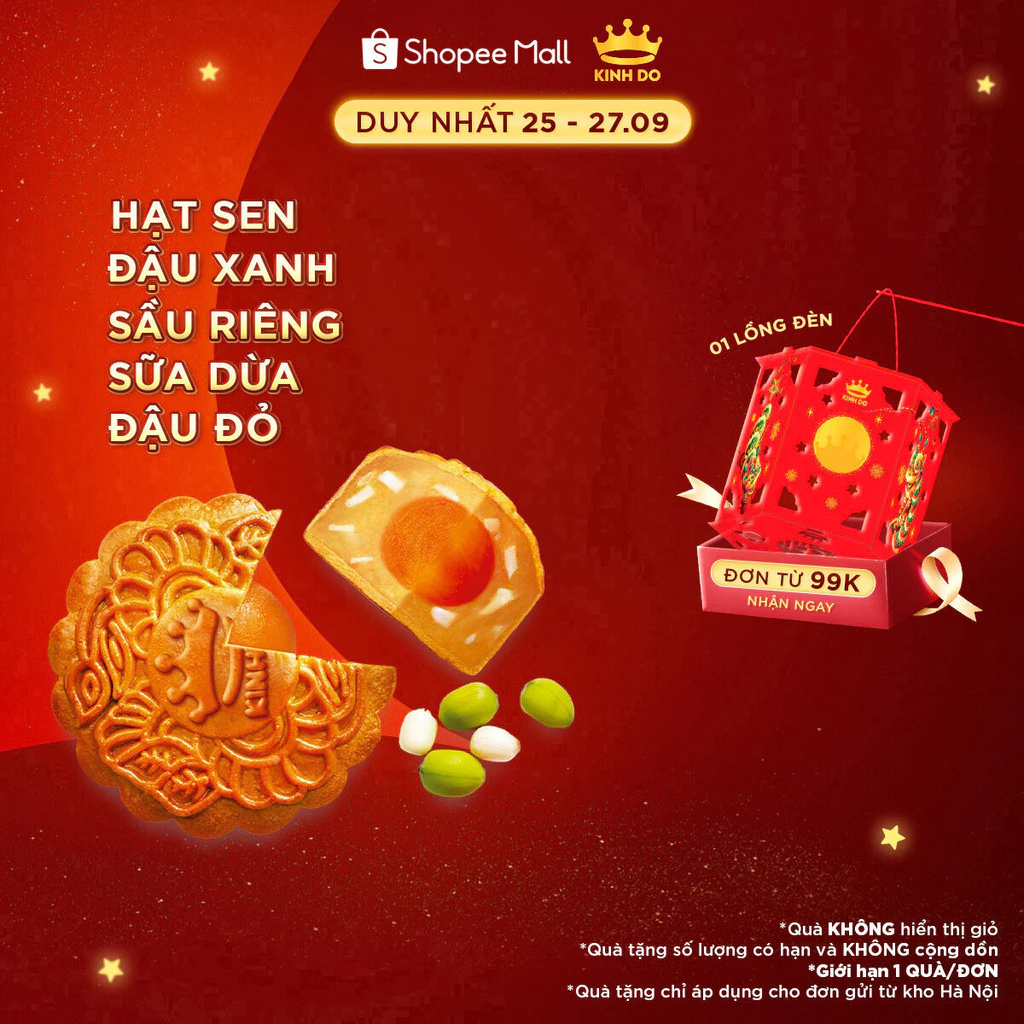 Shopee Mall
KINH DO
DUY NHẤT 25 - 27.09
HẠT SEN
ĐẬU XANH
SẦU RIÊNG
SỮA DỪA
ĐẬU ĐỎ
01 LỒNG ĐÈN
KINH DO
ĐƠN TỪ 99K
NHẬN NGAY
KINH
*Quà KHÔNG hiển thị giỏ
*Quà tặng số lượng có hạn và KHÔNG cộng dồn
*Giới hạn 1 QUÀ/ĐƠN
*Quà tặng chỉ áp dụng cho đơn gửi từ kho Hà Nội